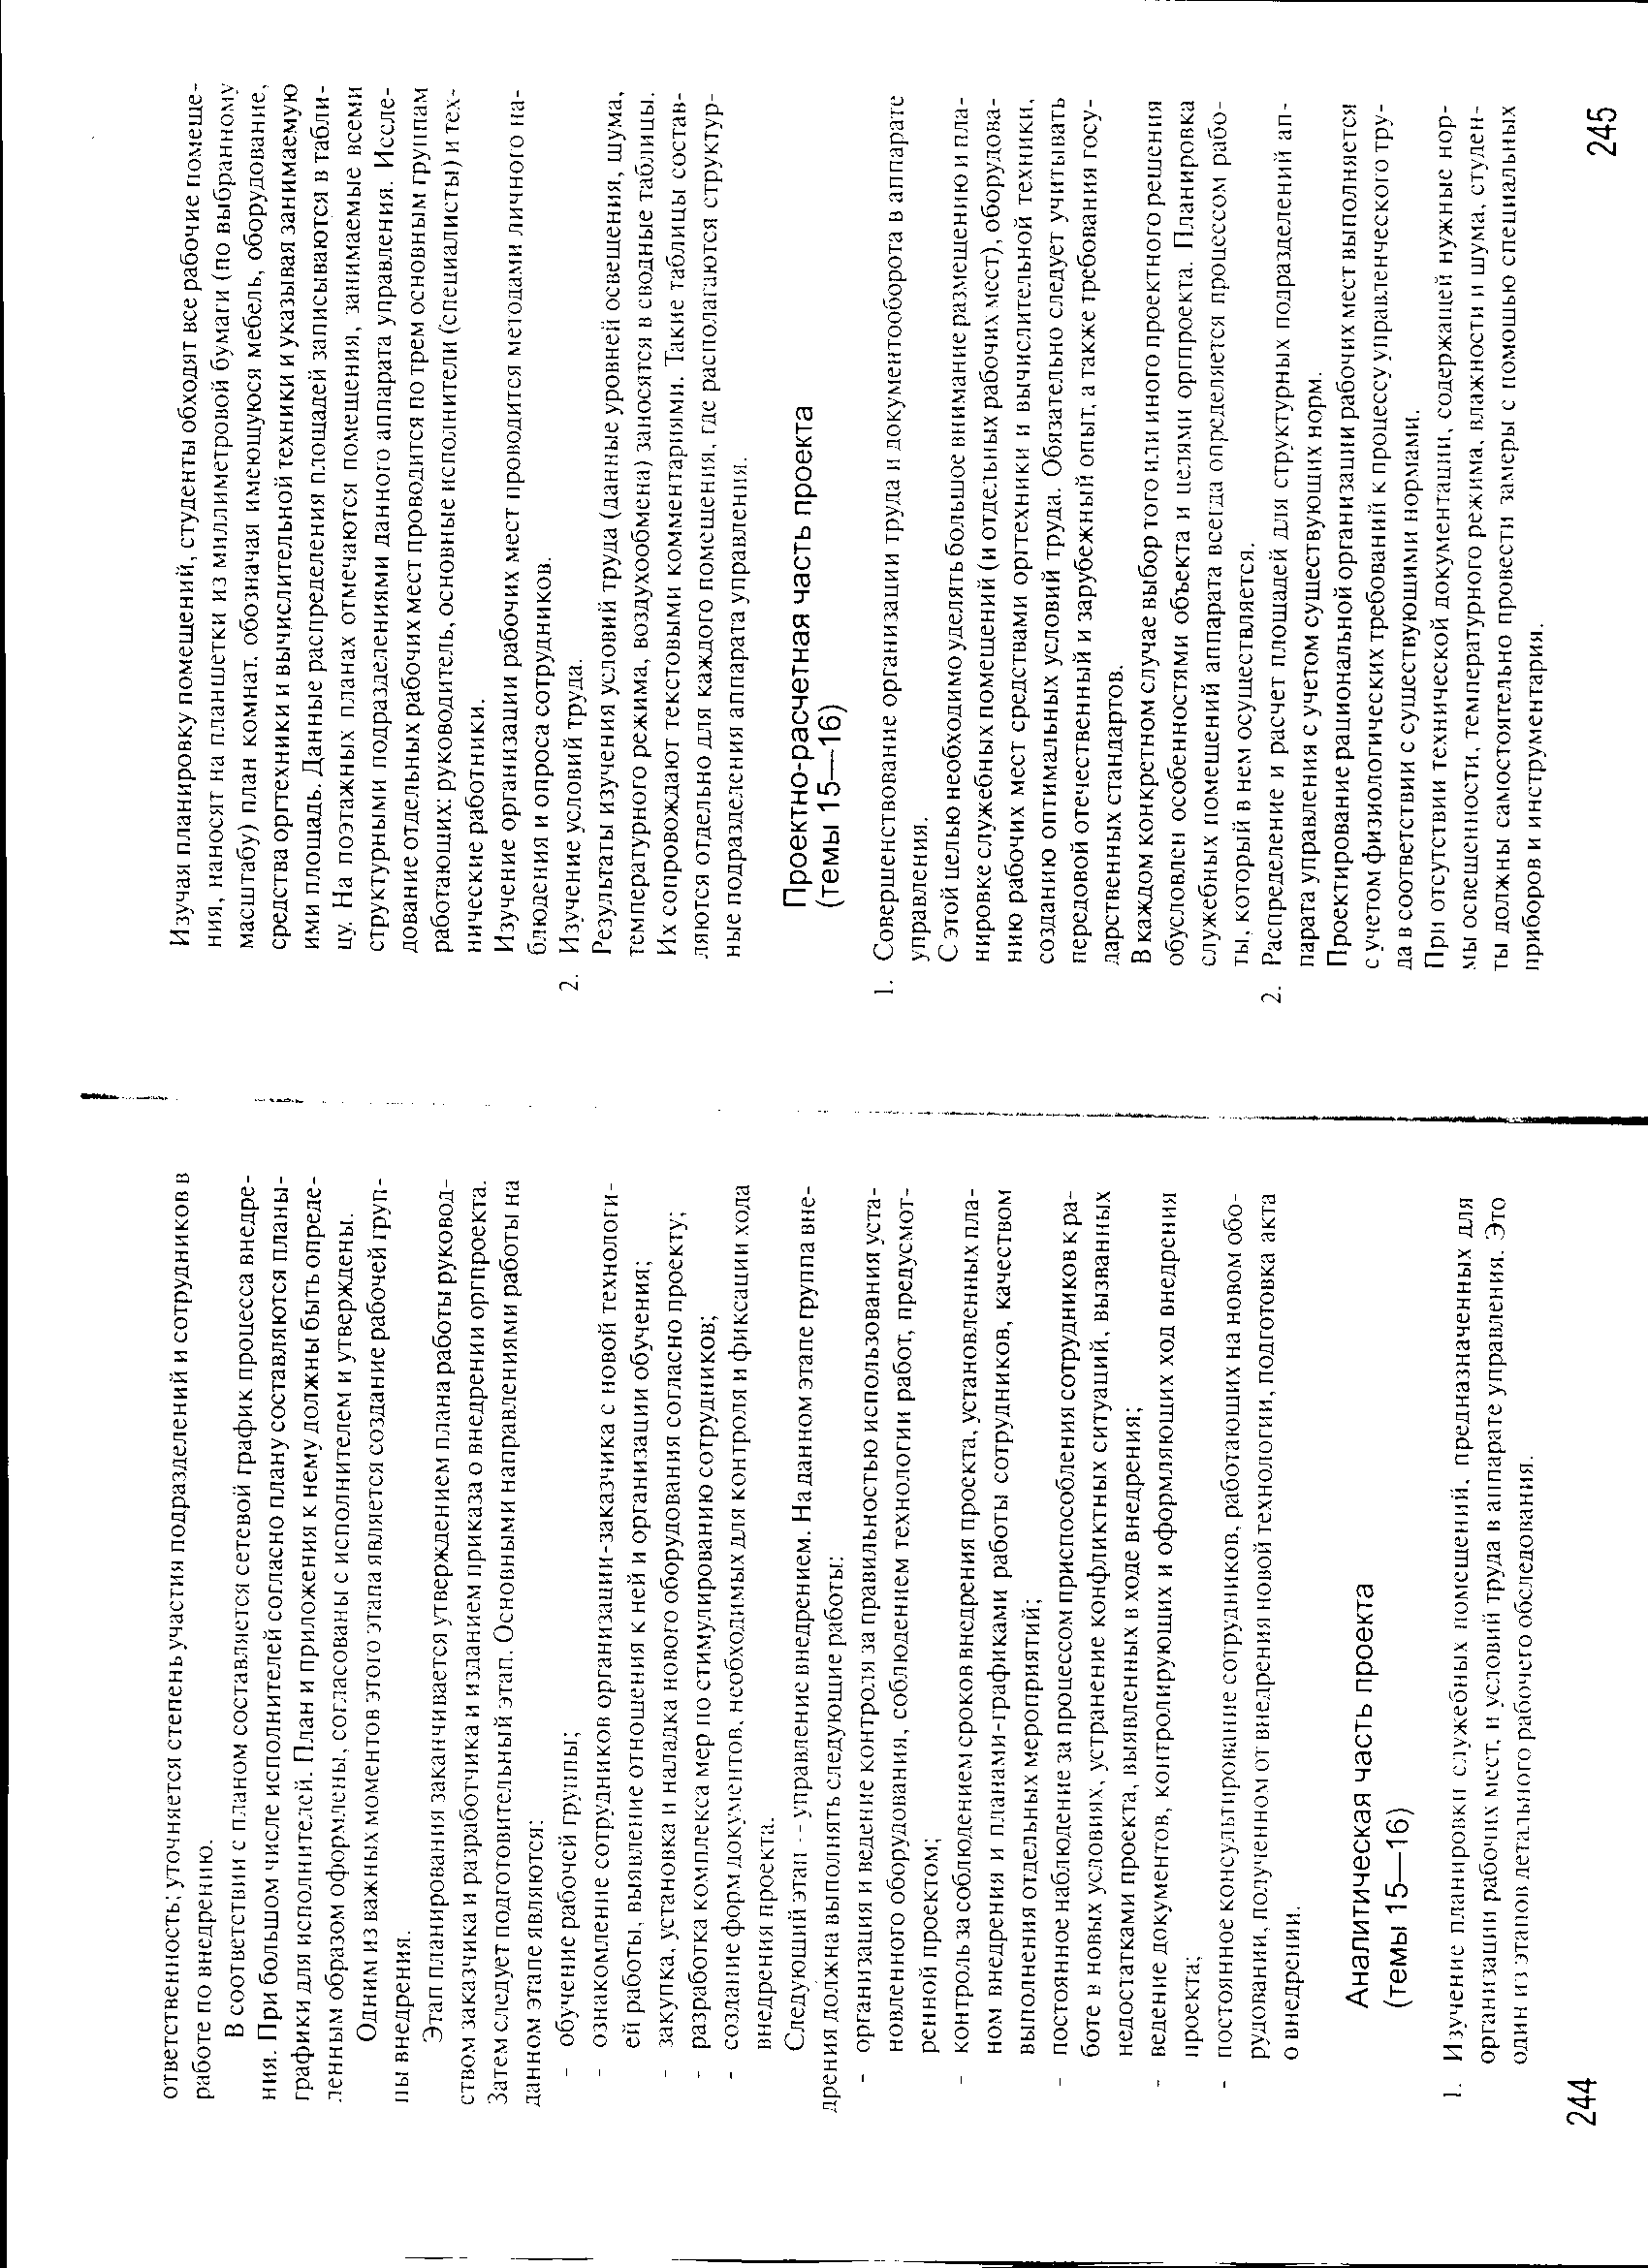 ответственность; уточняется степень участия подразделений и сотрудников в
работе по внедрению.
В соответствии с планом составляется сетевой график процесса внедре-
ния. При большом числе исполнителей согласно плану составляются планы-
графики для исполнителей. План и приложения к нему должны быть опреде-
ленным образом оформлены, согласованы с исполнителем и утверждены.
Одним из важных моментов этого этапа является создание рабочей груп-
пы внедрения.
Этап планирования заканчивается утверждением плана работы руковод-
ством заказчика и разработчика и изданием приказа о внедрении оргпроекта.
Затем следует подготовительный этап. Основными направлениями работы на
данном этапе являются:
- обучение рабочей группы;
- ознакомление сотрудников организации-заказчика с новой технологи-
ей работы, выявление отношения к ней и организации обучения;
- закупка, установка и наладка нового оборудования согласно проекту;
- разработка комплекса мер по стимулированию сотрудников;
- создание форм документов, необходимых для контроля и фиксации хода
внедрения проекта.
Следующий этап -- управление внедрением. На данном этапе группа вне-
дрения должна выполнять следующие работы:
- организация и ведение контроля за правильностью использования уста-
новленного оборудования, соблюдением технологии работ, предусмот-
ренной проектом;
- контроль за соблюдением сроков внедрения проекта, установленных пла-
ном внедрения и планами-графиками работы сотрудников, качеством
выполнения отдельных мероприятий;
- постоянное наблюдение за процессом приспособления сотрудников к ра-
боте в новых условиях, устранение конфликтных ситуаций, вызванных
недостатками проекта, выявленных в ходе внедрения;
- ведение документов, контролирующих и оформляющих ход внедрения
проекта;
- постоянное консультирование сотрудников, работающих на новом обо-
рудовании, полученном от внедрения новой технологии, подготовка акта
о внедрении.
Аналитическая часть проекта
(темы 15—16)
1. Изучение планировки служебных помещений, предназначенных для
организации рабочих мест, и условий труда в аппарате управления. Это
один из этапов детального рабочего обследования.
244
Изучая планировку помещений, студенты обходят все рабочие помеще-
ния, наносят на планшетки из миллиметровой бумаги (по выбранному
масштабу) план комнат, обозначая имеющуюся мебель, оборудование,
средства оргтехники и вычислительной техники и указывая занимаемую
ими площадь. Данные распределения площадей записываются в табли-
цу. На поэтажных планах отмечаются помещения, занимаемые всеми
структурными подразделениями данного аппарата управления. Иссле-
дование отдельных рабочих мест проводится по трем основным группам
работающих: руководитель, основные исполнители (специалисты) и тех-
нические работники.
Изучение организации рабочих мест проводится методами личного на-
блюдения и опроса сотрудников.
2. Изучение условий труда.
Результаты изучения условий труда (данные уровней освещения, шума,
температурного режима, воздухообмена) заносятся в сводные таблицы.
Их сопровождают текстовыми комментариями. Такие таблицы состав-
ляются отдельно для каждого помещения, где располагаются структур-
ные подразделения аппарата управления.
Проектно-расчетная часть проекта
(темы 15—16)
1. Совершенствование организации труда и документооборота в аппарате
управления.
С этой целью необходимо уделять большое внимание размещению и пла-
нировке служебных помещений (и отдельных рабочих мест), оборудова-
нию рабочих мест средствами оргтехники и вычислительной техники,
созданию оптимальных условий труда. Обязательно следует учитывать
передовой отечественный и зарубежный опыт, а также требования госу-
дарственных стандартов.
В каждом конкретном случае выбор того или иного проектного решения
обусловлен особенностями объекта и целями оргпроекта. Планировка
служебных помещений аппарата всегда определяется процессом рабо-
ты, который в нем осуществляется.
2. Распределение и расчет площадей для структурных подразделений ап-
парата управления с учетом существующих норм.
Проектирование рациональной организации рабочих мест выполняется
с учетом физиологических требований к процессу управленческого тру-
да в соответствии с существующими нормами.
При отсутствии технической документации, содержащей нужные нор-
мы освещенности, температурного режима, влажности и шума, студен-
ты должны самостоятельно провести замеры с помощью специальных
приборов и инструментария.
245